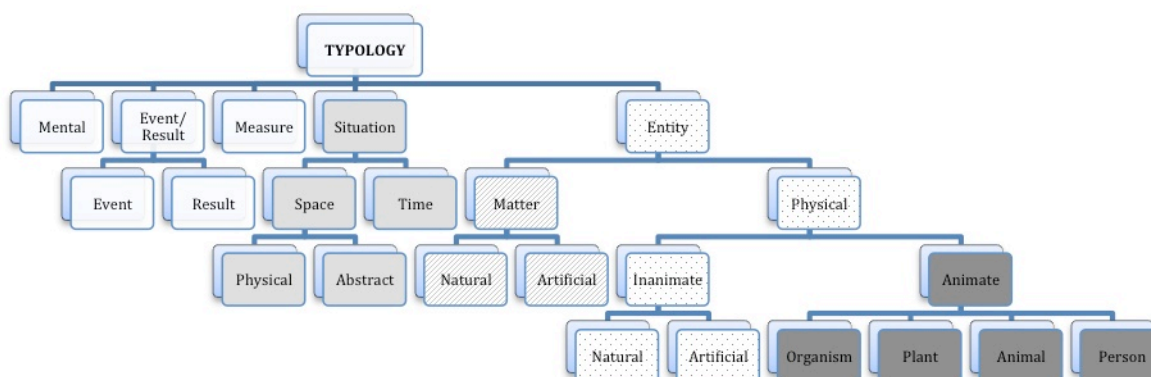 TYPOLOGY
Mental
Event/
Result
Measure
Situation
Entity
Event
Result
Space
Time
Matter
Physical
Physical
Abstract
Natural
Artificial
Inanimate
Animate
Natural
Artificial
Organism
Plant
Animal
Person